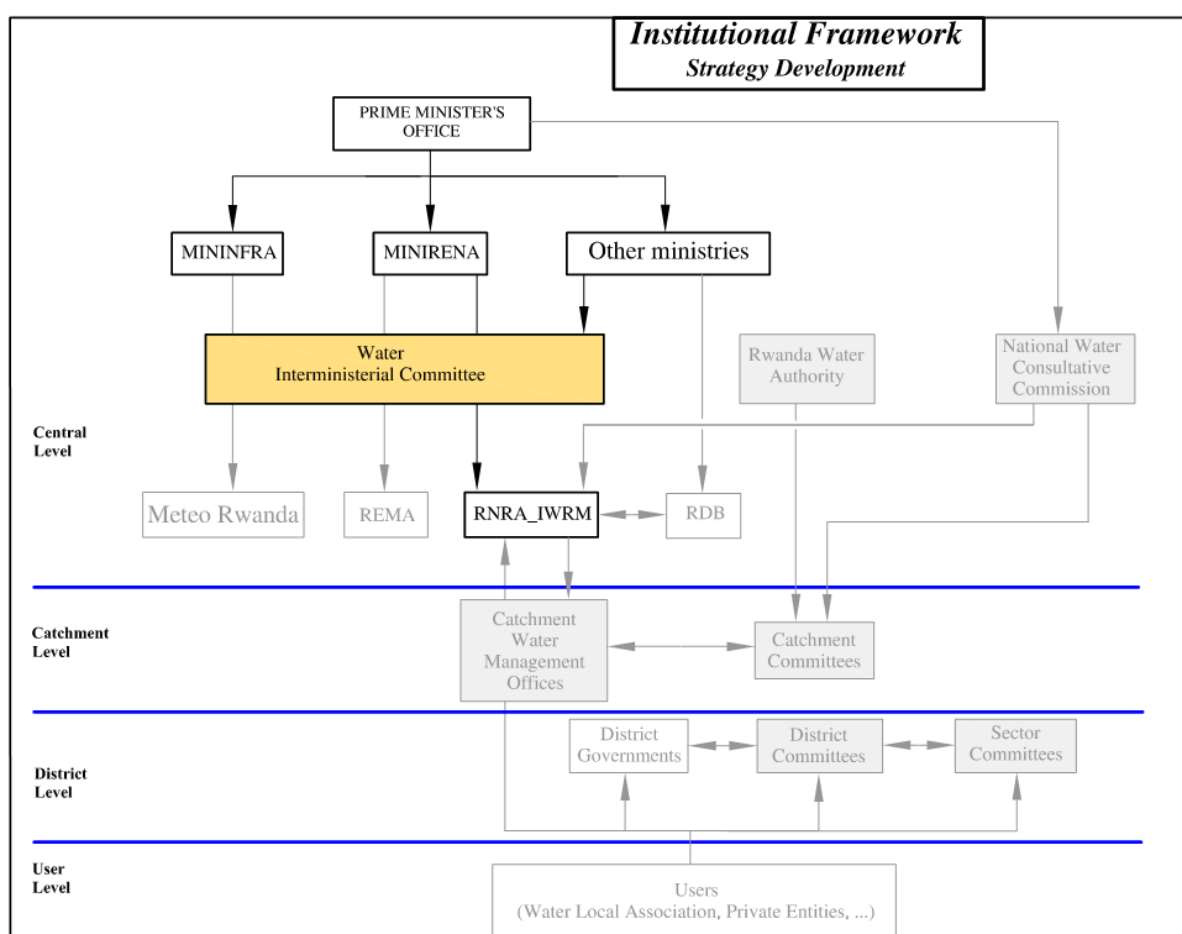 Institutional Framework
Strategy Development
PRIME MINISTER'S
OFFICE
MININFRA
MINIRENA
Other ministries
Water
Interministerial Committee
Rwanda Water
Authority
National Water
Consultative
Commission
Central
Level
Meteo Rwanda
REMA
RNRA_IWRM
RDB
Catchment
Level
Catchment
Water
Management
Offices
Catchment
Committees
District
Level
District
Governments
District
Committees
Sector
Committees
User
Level
Users
(Water Local Association, Private Entities, ...)